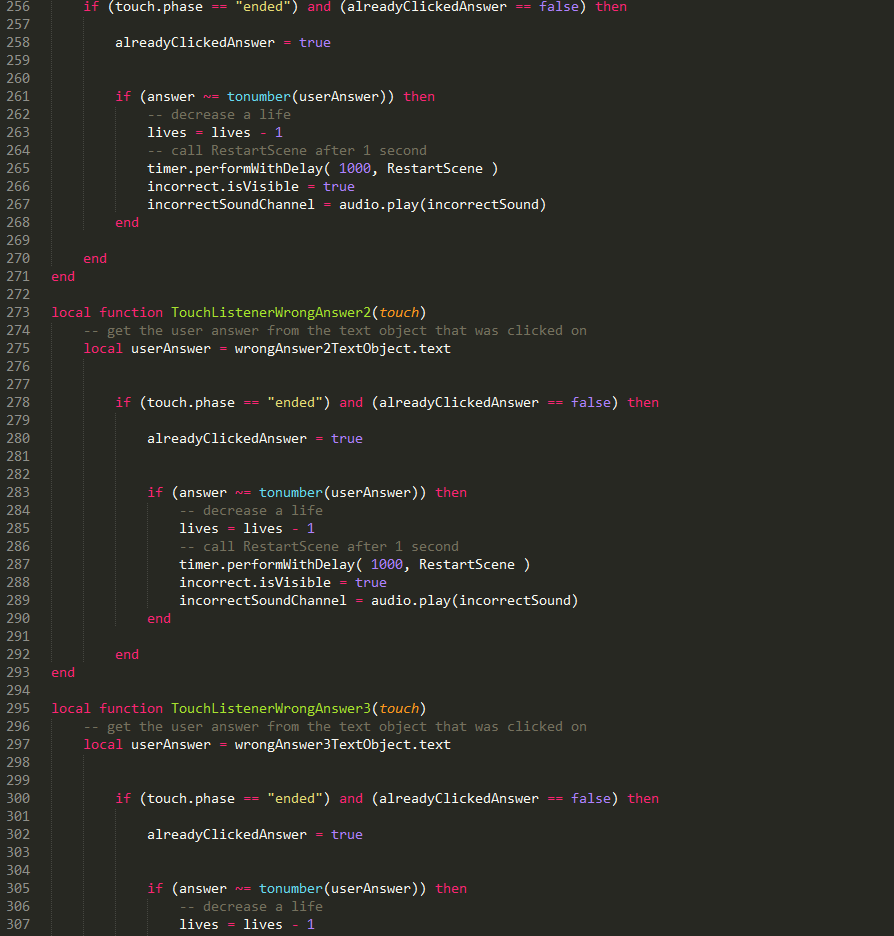 256 if (touch.phase == "ended") and (alreadyClickedAnswer == false) then
257
258 alreadyClickedAnswer = true
259
260
261 if (answer ~= tonumber(userAnswer)) then
262 -- decrease a life
263 lives = lives - 1
264 -- call RestartScene after 1 second
265 timer.performWithDelay( 1000, RestartScene )
266 incorrect.isVisible = true
267 incorrectSoundChannel = audio.play(incorrectSound)
268 end
269
270 end
271 end
272
273 local function TouchListenerWrongAnswer2(touch)
274 -- get the user answer from the text object that was clicked on
275 local userAnswer = wrongAnswer2TextObject.text
276
277
278 if (touch.phase == "ended") and (alreadyClickedAnswer == false) then
279
280 alreadyClickedAnswer = true
281
282
283 if (answer ~= tonumber(userAnswer)) then
284 -- decrease a life
285 lives = lives - 1
286 -- call RestartScene after 1 second
287 timer.performWithDelay( 1000, RestartScene )
288 incorrect.isVisible = true
289 incorrectSoundChannel = audio.play(incorrectSound)
290 end
291
292 end
293 end
294
295 local function TouchListenerWrongAnswer3(touch)
296 -- get the user answer from the text object that was clicked on
297 local userAnswer = wrongAnswer3TextObject.text
298
299
300 if (touch.phase == "ended") and (alreadyClickedAnswer == false) then
301
302 alreadyClickedAnswer = true
303
304
305 if (answer ~= tonumber(userAnswer)) then
306 -- decrease a life
307 lives = lives - 1